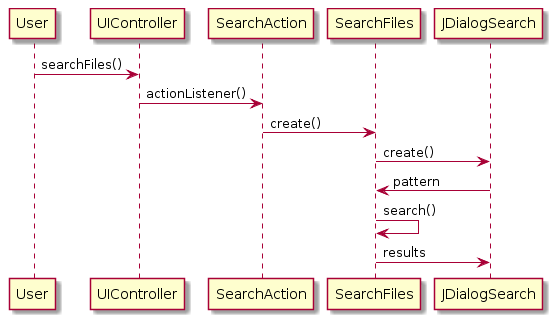 User UIController SearchAction SearchFiles JDialogSearch
searchFiles()
actionListener()
create()
create()
pattern
search()
results
User UIController SearchAction SearchFiles JDialogSearch